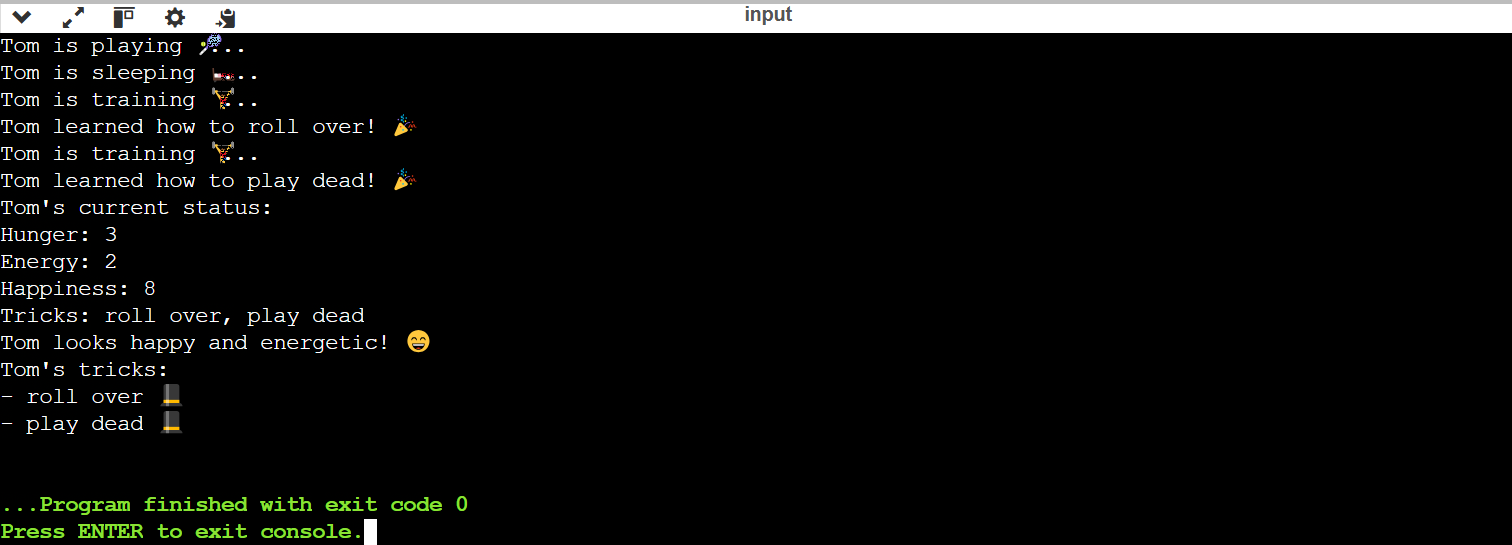 input
Tom is playing 🎾...
Tom is sleeping 🛏️...
Tom is training 🏋️...
Tom learned how to roll over! 🎉
Tom is training 🏋️...
Tom learned how to play dead! 🎉
Tom's current status:
Hunger: 3
Energy: 2
Happiness: 8
Tricks: roll over, play dead
Tom looks happy and energetic! 😄
Tom's tricks:
- roll over 🎩
- play dead 🎩
...Program finished with exit code 0
Press ENTER to exit console.